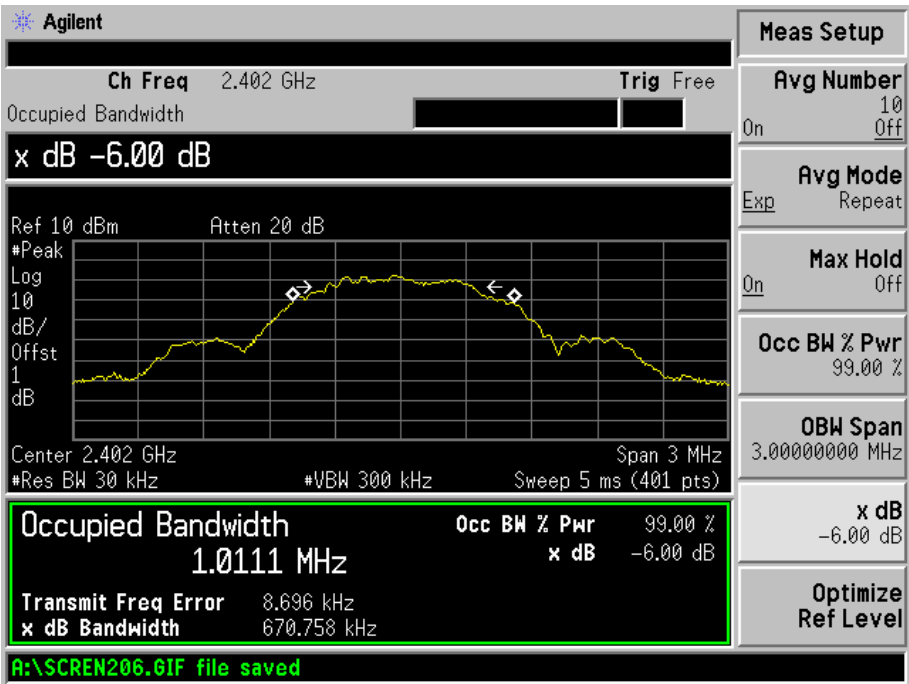 Agilent
Ch Freq 2.402 GHz Trig Free
Occupied Bandwidth
x dB -6.00 dB
Ref 10 dBm Atten 20 dB
#Peak
Log
10
dB/
Offst
1
dB
Center 2.402 GHz Span 3 MHz
#Res BW 30 kHz #VBW 300 kHz Sweep 5 ms (401 pts)
Occupied Bandwidth
1.0111 MHz
Occ BW % Pwr 99.00 %
x dB -6.00 dB
Transmit Freq Error 8.696 kHz
x dB Bandwidth 670.758 kHz
A:\SCREN206.GIF file saved
Meas Setup
Avg Number
10
On Off
Avg Mode
Exp Repeat
Max Hold
On Off
Occ BW % Pwr
99.00 %
OBW Span
3.00000000 MHz
x dB
-6.00 dB
Optimize
Ref Level